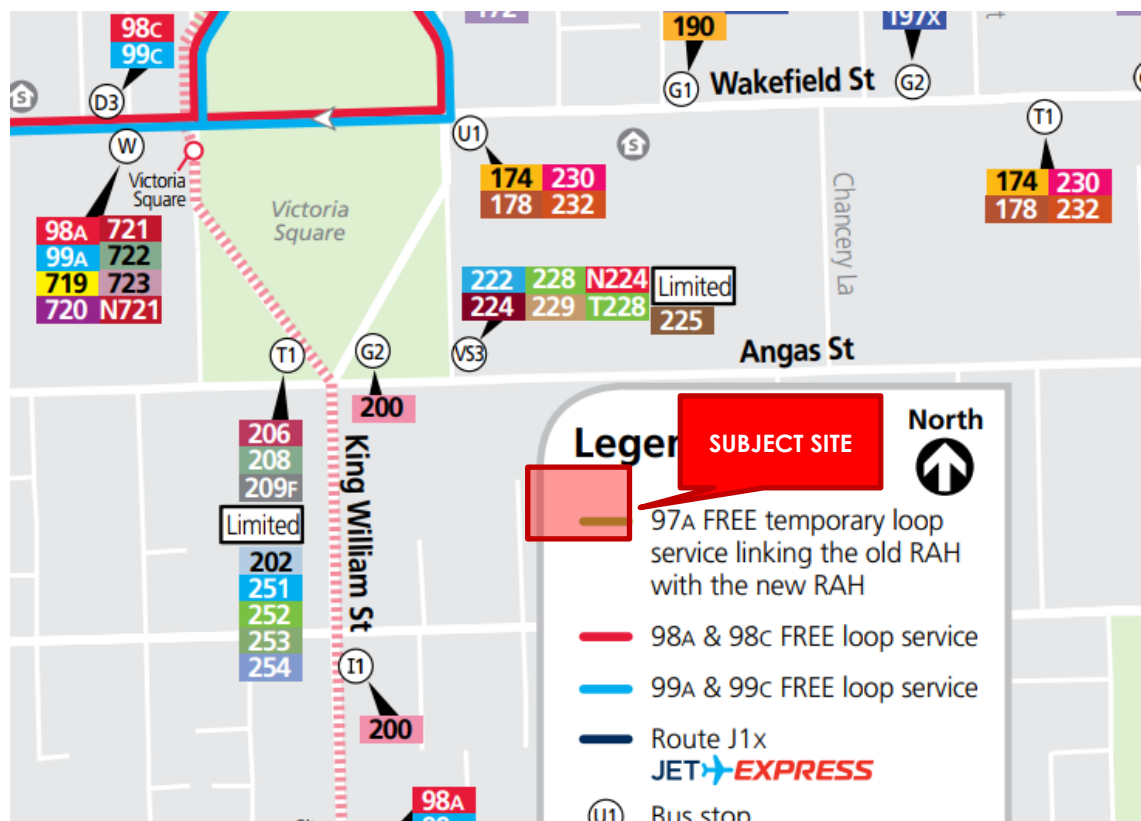 172
98C
99C
D3
S
W
Victoria
Square
98A 721
99A 722
719 723
720 N721
Victoria
Square
190
G1
Wakefield St
197X
G2
U1
S
174 230
178 232
T1
174 230
178 232
Chancery La
222 228 N224 Limited
224 229 T228 225
VS3
Angas St
T1
G2
200
206
208
209F
Limited
202
251
252
253
254
King William St
I1
200
98A
Legen
SUBJECT SITE
North
97A FREE temporary loop
service linking the old RAH
with the new RAH
98A & 98C FREE loop service
99A & 99C FREE loop service
Route J1X
JET EXPRESS
U1 Bus stop